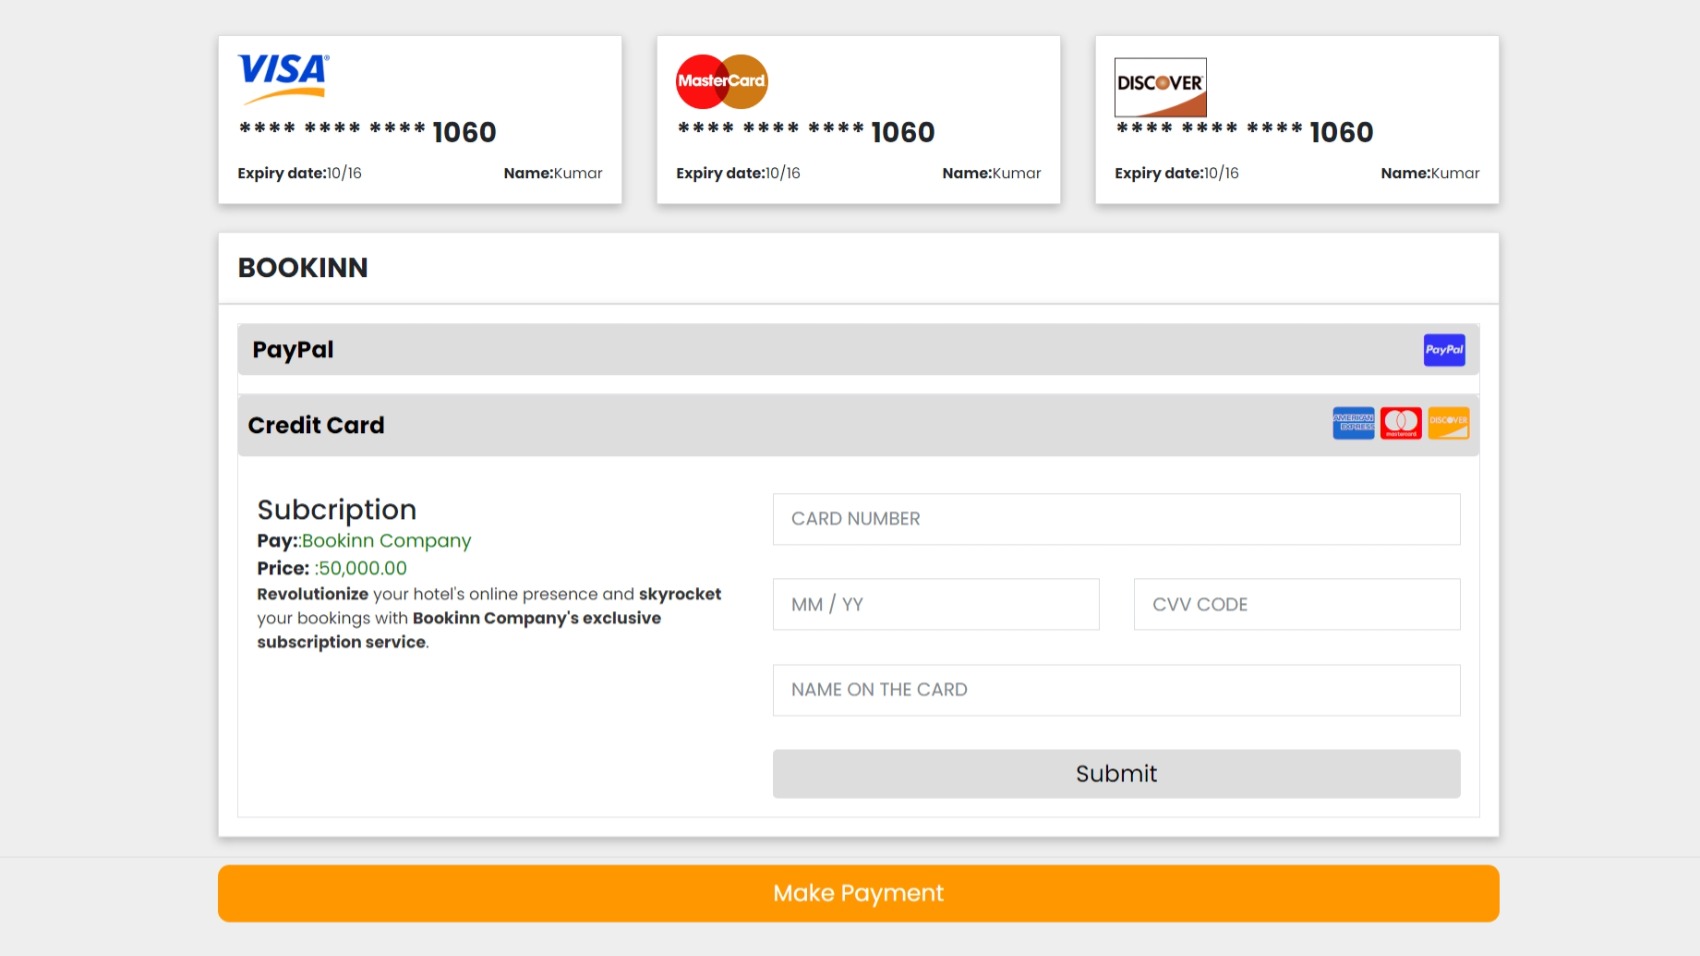 VISA
MasterCard
DISCOVER
**** **** **** 1060
**** **** **** 1060
**** **** **** 1060
Expiry date:10/16
Name:Kumar
Expiry date:10/16
Name:Kumar
Expiry date:10/16
Name:Kumar
BOOKINN
PayPal
PayPal
Credit Card
AMERICAN EXPRESS
mastercard
DISCOVER
Subcription
Pay::Bookinn Company
Price: :50,000.00
Revolutionize your hotel's online presence and skyrocket
your bookings with Bookinn Company's exclusive
subscription service.
CARD NUMBER
MM / YY
CVV CODE
NAME ON THE CARD
Submit
Make Payment